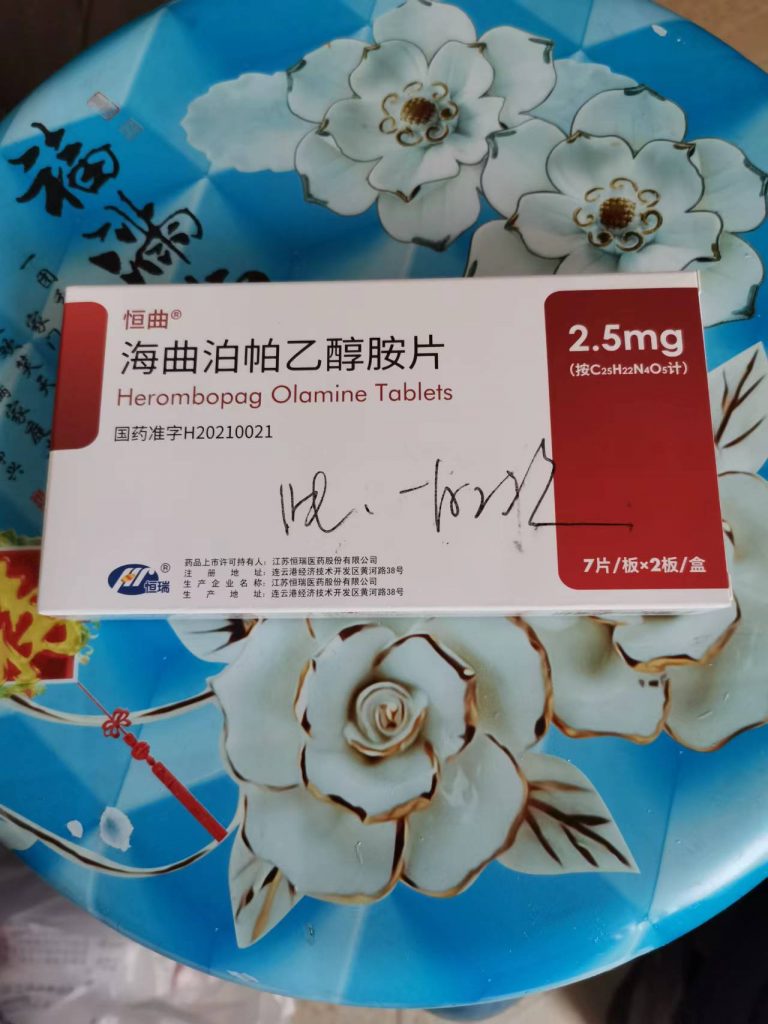 福满
恒曲®
海曲泊帕乙醇胺片
Herombopag Olamine Tablets
国药准字H20210021
2.5mg
(按C25H22N4O5计)
7片/板×2板/盒
恒瑞®
药品上市许可持有人：江苏恒瑞医药股份有限公司
注册地址：连云港经济技术开发区黄河路38号
生产企业名称：江苏恒瑞医药股份有限公司
生产地址：连云港经济技术开发区黄河路38号